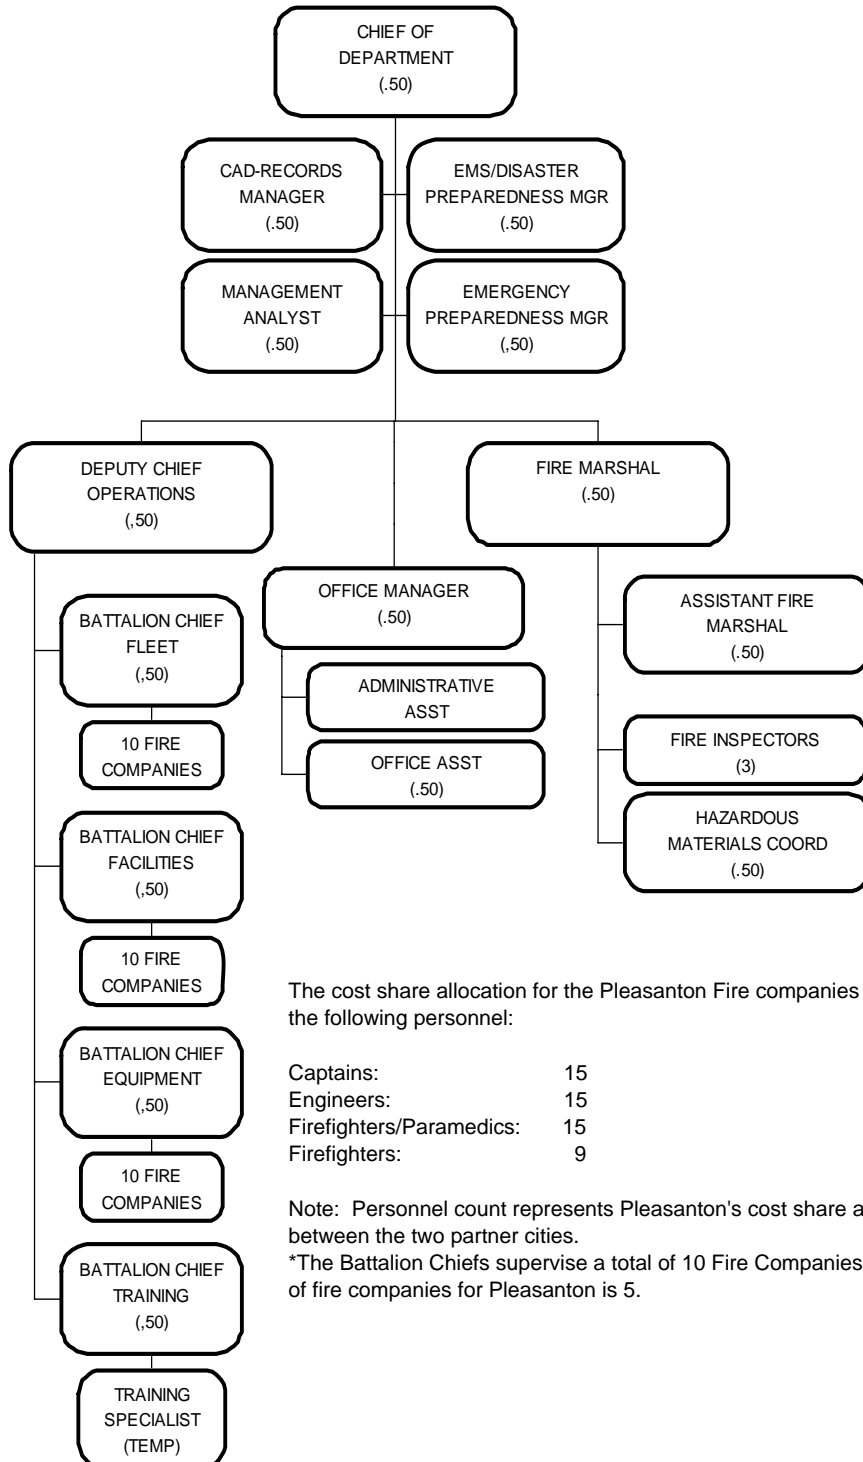 CHIEF OF
DEPARTMENT
(.50)
CAD-RECORDS
MANAGER
(.50)
EMS/DISASTER
PREPAREDNESS MGR
(.50)
MANAGEMENT
ANALYST
(.50)
EMERGENCY
PREPAREDNESS MGR
(,50)
DEPUTY CHIEF
OPERATIONS
(,50)
FIRE MARSHAL
(.50)
OFFICE MANAGER
(.50)
ADMINISTRATIVE
ASST
OFFICE ASST
(.50)
ASSISTANT FIRE
MARSHAL
(.50)
FIRE INSPECTORS
(3)
HAZARDOUS
MATERIALS COORD
(.50)
BATTALION CHIEF
FLEET
(,50)
10 FIRE
COMPANIES
BATTALION CHIEF
FACILITIES
(,50)
10 FIRE
COMPANIES
BATTALION CHIEF
EQUIPMENT
(,50)
10 FIRE
COMPANIES
BATTALION CHIEF
TRAINING
(,50)
TRAINING
SPECIALIST
(TEMP)
The cost share allocation for the Pleasanton Fire companies
the following personnel:
Captains: 15
Engineers: 15
Firefighters/Paramedics: 15
Firefighters: 9
Note: Personnel count represents Pleasanton's cost share a
between the two partner cities.
*The Battalion Chiefs supervise a total of 10 Fire Companies
of fire companies for Pleasanton is 5.